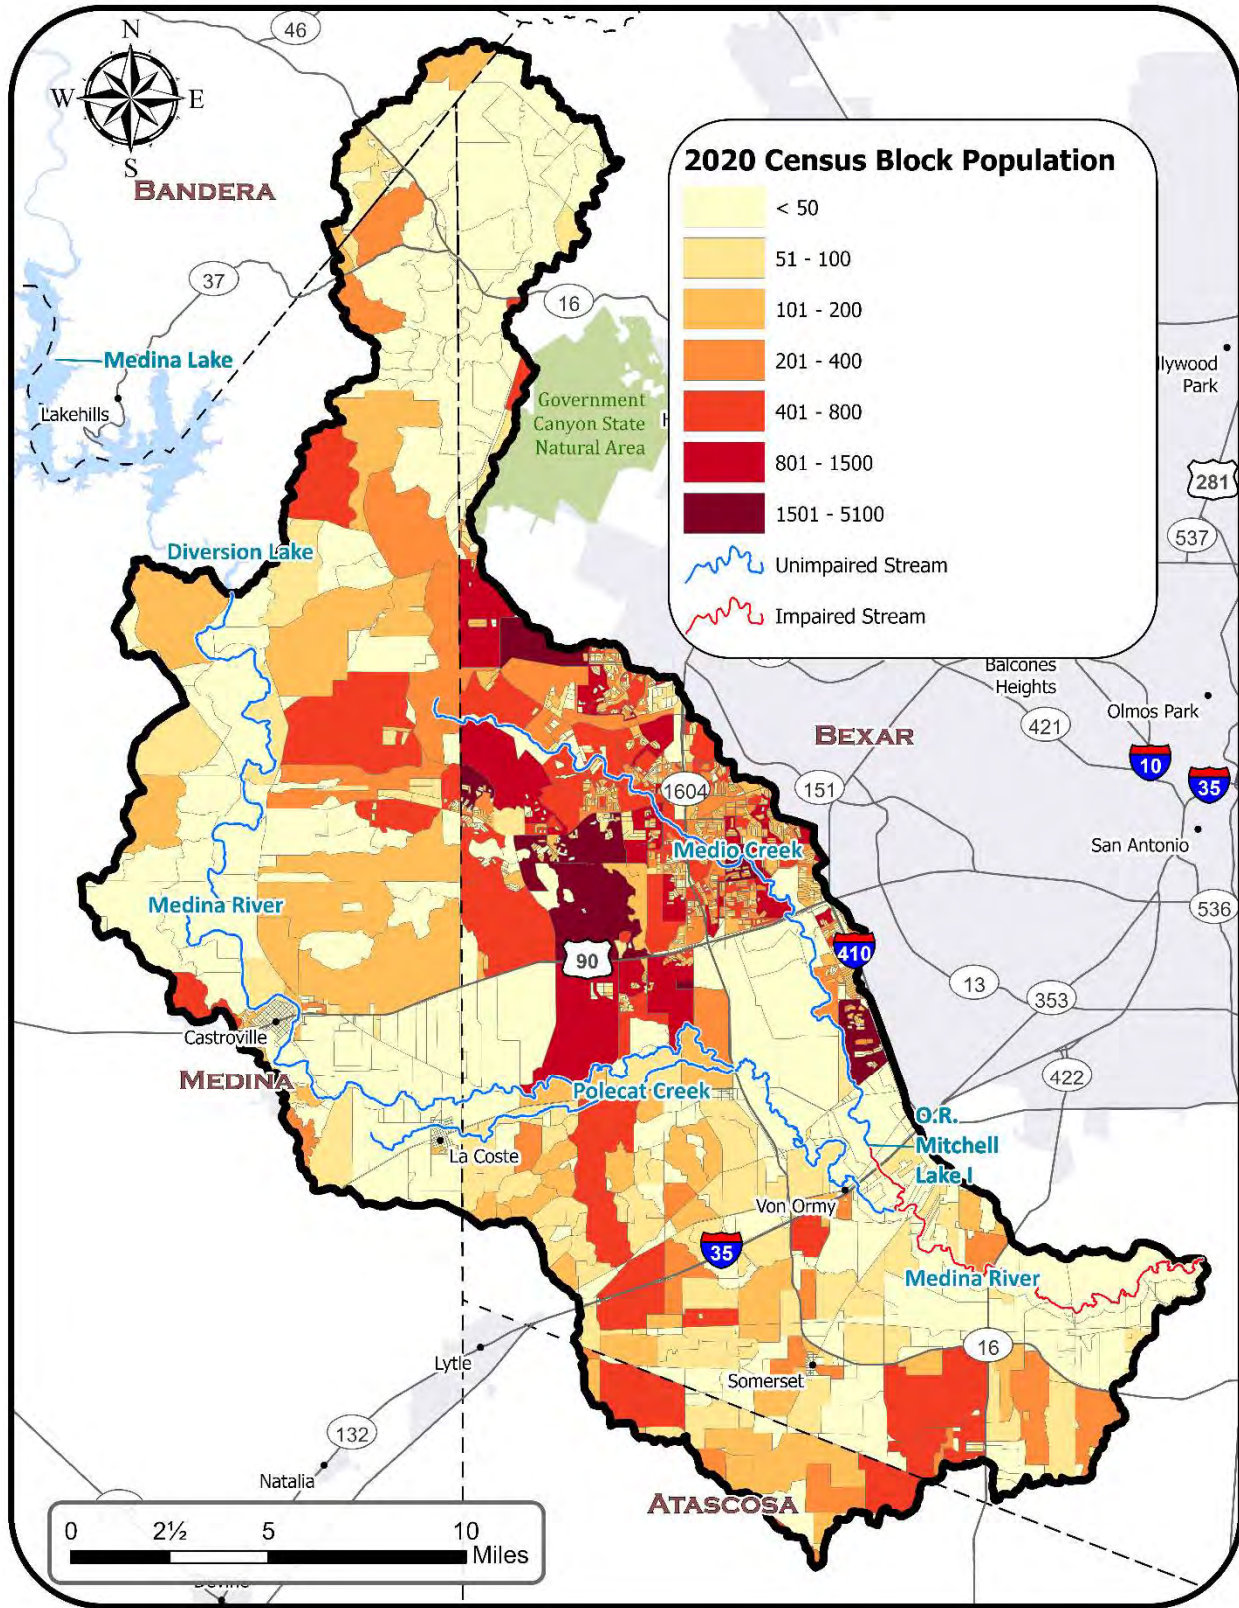 N
W
E
S
46
BANDERA
2020 Census Block Population
< 50
51 - 100
101 - 200
201 - 400
401 - 800
801 - 1500
1501 - 5100
Unimpaired Stream
Impaired Stream
37
16
Medina Lake
Lakehills
Government
Canyon State
Natural Area
H
llywood
Park
281
537
Diversion Lake
Balcones
Heights
Olmos Park
421
BEXAR
10
35
1604
151
San Antonio
Medio Creek
Medina River
536
90
410
13
353
Castroville
MEDINA
422
Polecat Creek
O.R.
Mitchell
Lake I
La Coste
Von Ormy
35
Medina River
16
Lytle
Somerset
132
Natalia
ATASCOSA
0
2½
5
10
Miles